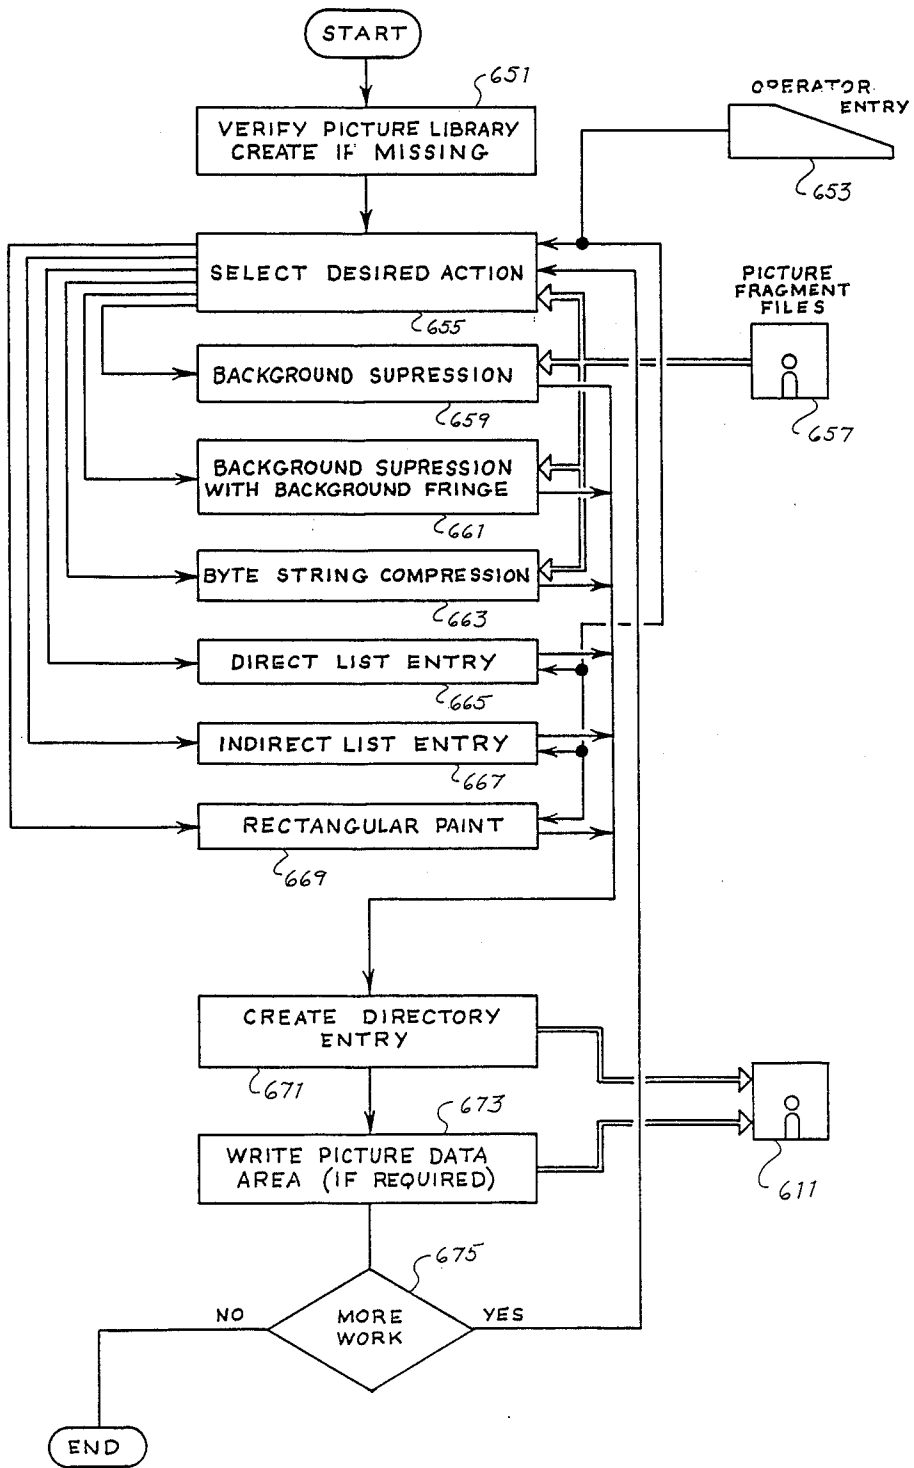 START
651
VERIFY PICTURE LIBRARY
CREATE IF MISSING
OPERATOR
ENTRY
653
SELECT DESIRED ACTION
655
PICTURE
FRAGMENT
FILES
657
BACKGROUND SUPRESSION
659
BACKGROUND SUPRESSION
WITH BACKGROUND FRINGE
661
BYTE STRING COMPRESSION
663
DIRECT LIST ENTRY
665
INDIRECT LIST ENTRY
667
RECTANGULAR PAINT
669
CREATE DIRECTORY
ENTRY
671
673
WRITE PICTURE DATA
AREA (IF REQUIRED)
611
675
NO
MORE
WORK
YES
END